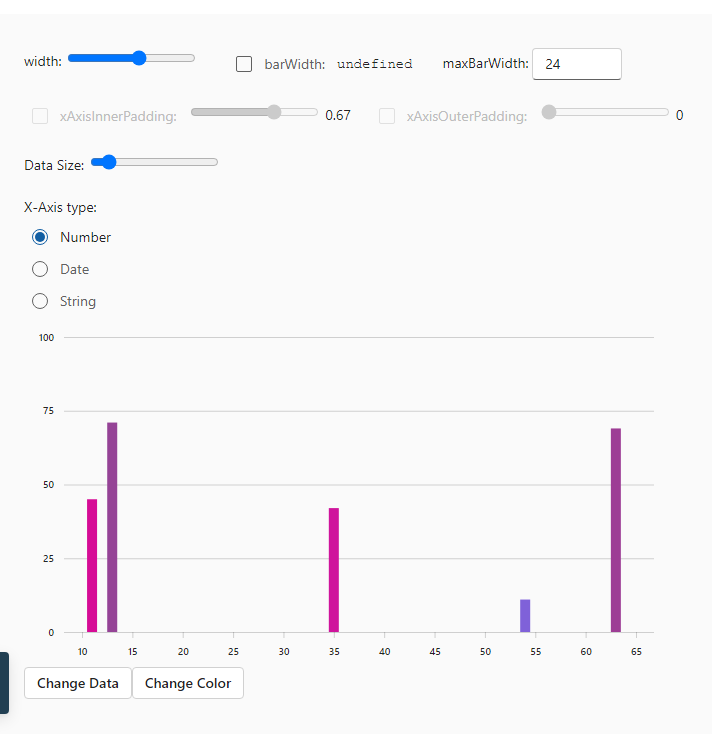 width: barWidth: undefined maxBarWidth: 24
xAxisInnerPadding: 0.67 xAxisOuterPadding: 0
Data Size:
X-Axis type:
Number
Date
String
100
75
50
25
0
10 15 20 25 30 35 40 45 50 55 60 65
Change Data Change Color